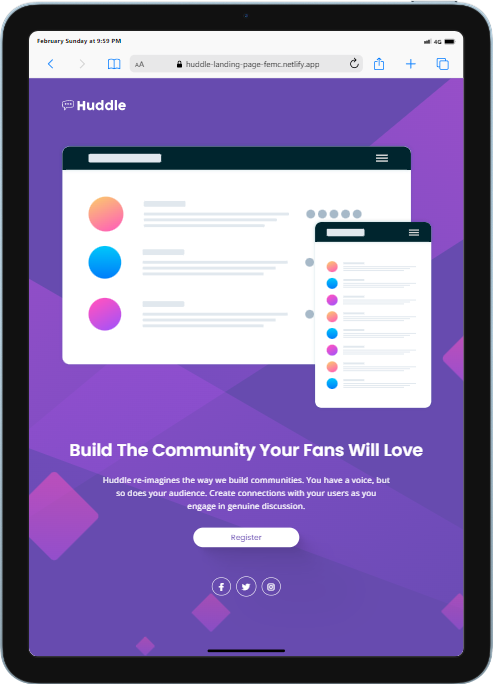 February Sunday at 9:59 PM
4G
AA
huddle-landing-page-femc.netlify.app
Huddle
Build The Community Your Fans Will Love
Huddle re-imagines the way we build communities. You have a voice, but
so does your audience. Create connections with your users as you
engage in genuine discussion.
Register